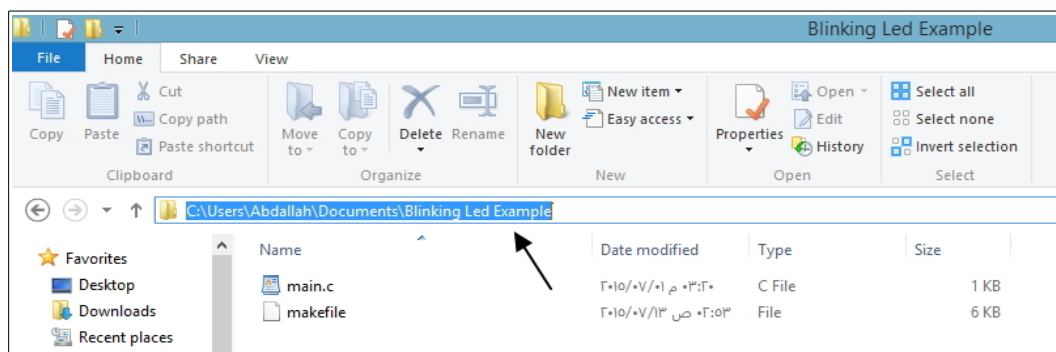 Blinking Led Example
File Home Share View
Copy
Paste
Cut
Copy path
Paste shortcut
Clipboard
Move to
Copy to
Delete
Rename
Organize
New folder
New item
Easy access
New
Properties
Open
Edit
History
Open
Select all
Select none
Invert selection
Select
C:\Users\Abdallah\Documents\Blinking Led Example
Favorites
Desktop
Downloads
Recent places
Name Date modified Type Size
main.c ٢٠١٥/٠٧/٠١ ٠٣:٢٠ م C File 1 KB
makefile ٢٠١٥/٠٧/١٣ ٠٢:٥٣ ص File 6 KB